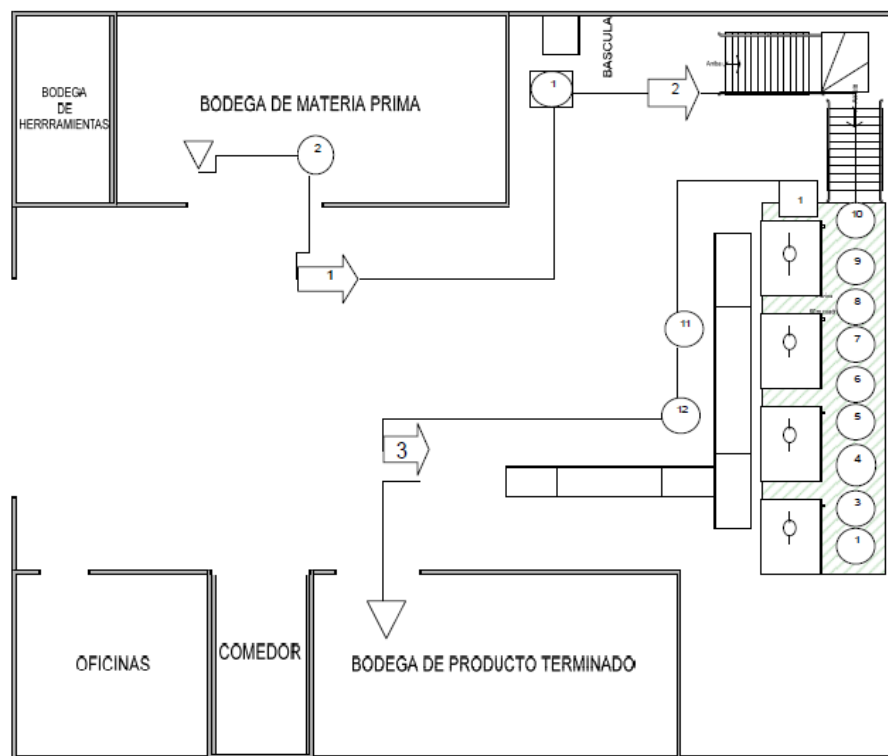 BODEGA
DE
HERRRAMIENTAS
BODEGA DE MATERIA PRIMA
BASCULA
1
2
2
1
1
10
9
8
7
6
5
4
3
1
11
12
3
OFICINAS
COMEDOR
BODEGA DE PRODUCTO TERMINADO